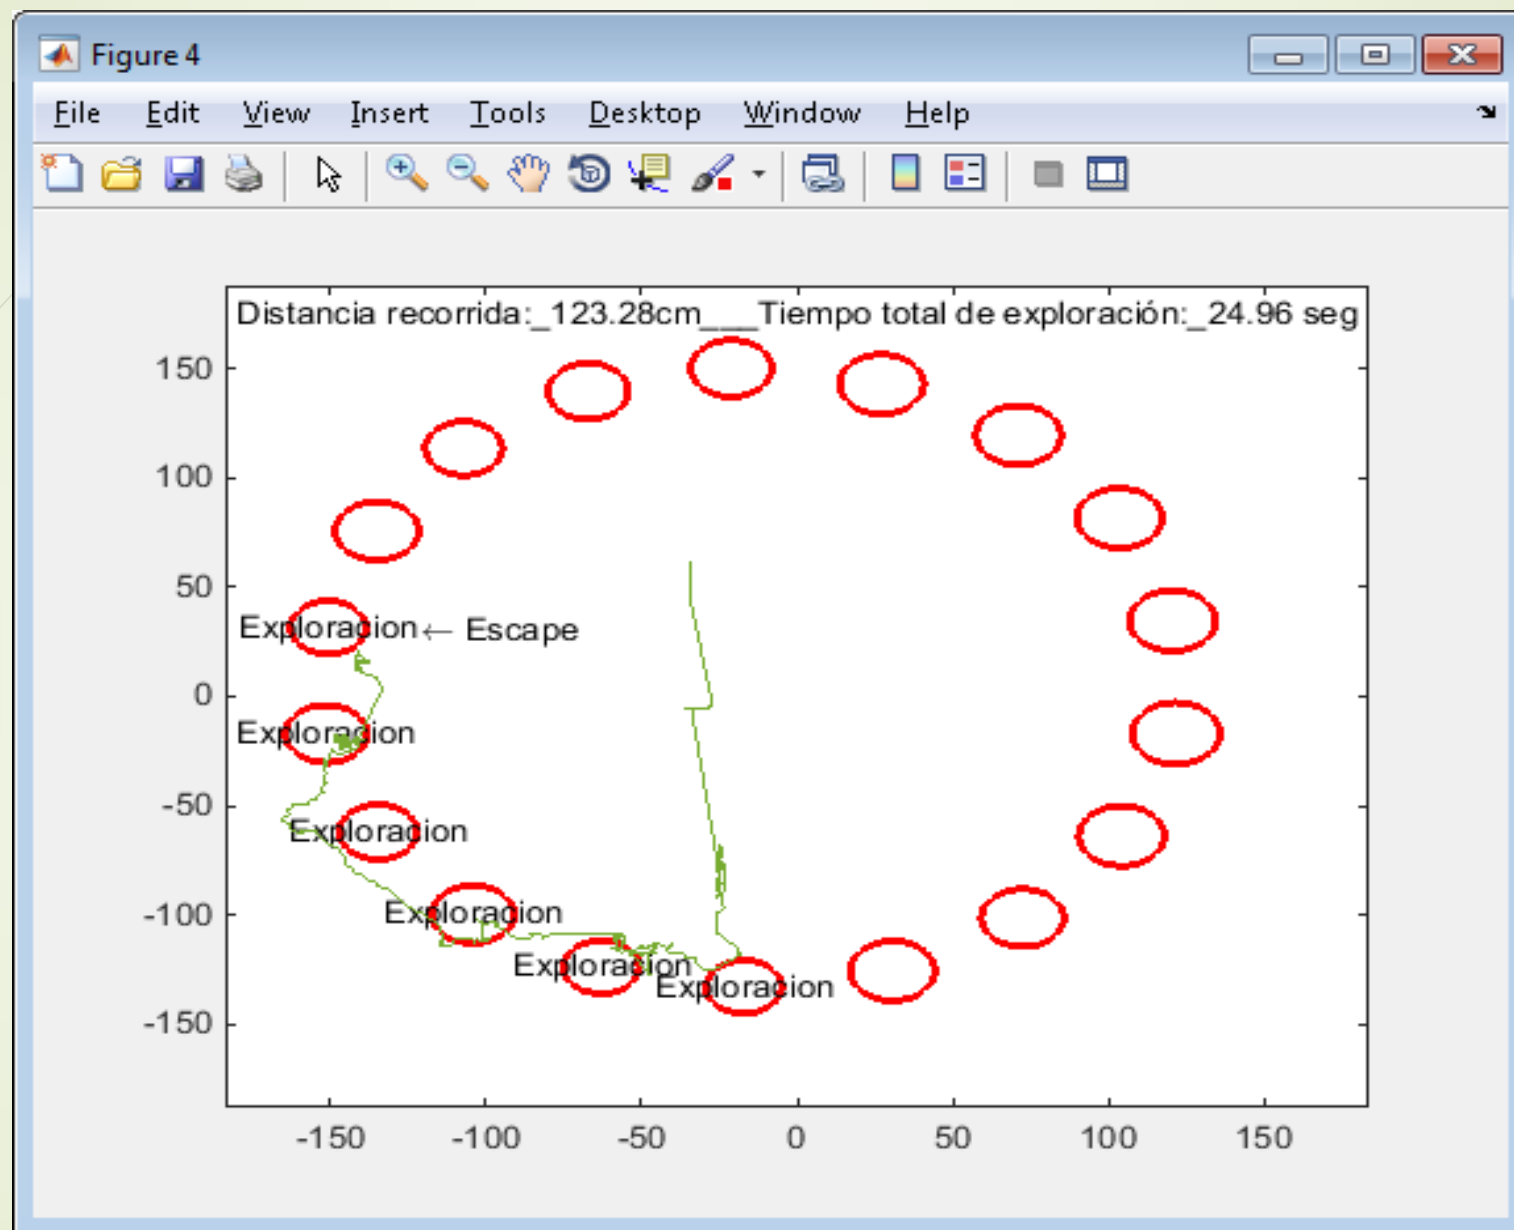 Figure 4
File Edit View Insert Tools Desktop Window Help
Distancia recorrida:_123.28cm___Tiempo total de exploración:_24.96 seg
150
100
50
Exploracion ← Escape
0
Exploracion
-50
Exploracion
-100
Exploracion
Exploracion
Exploracion
-150
-150 -100 -50 0 50 100 150